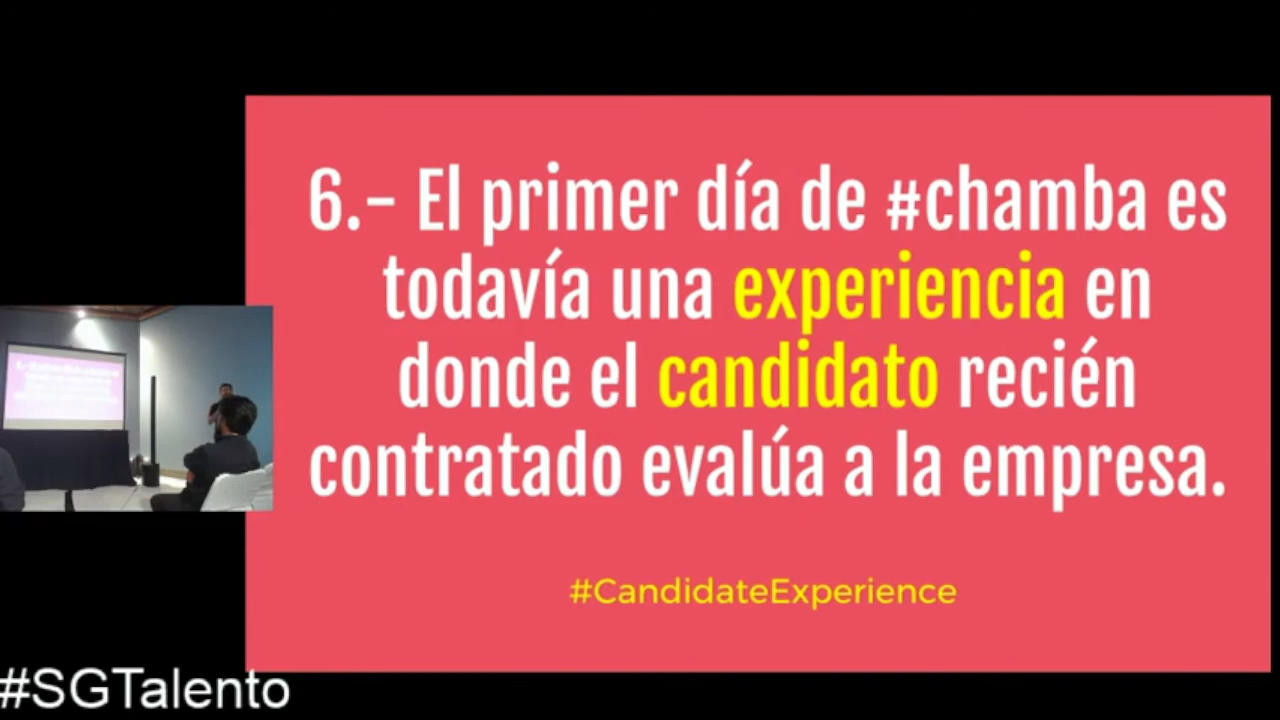 6.- El primer día de #chamba es
todavía una experiencia en
donde el candidato recién
contratado evalúa a la empresa.
#CandidateExperience
#SGTalento